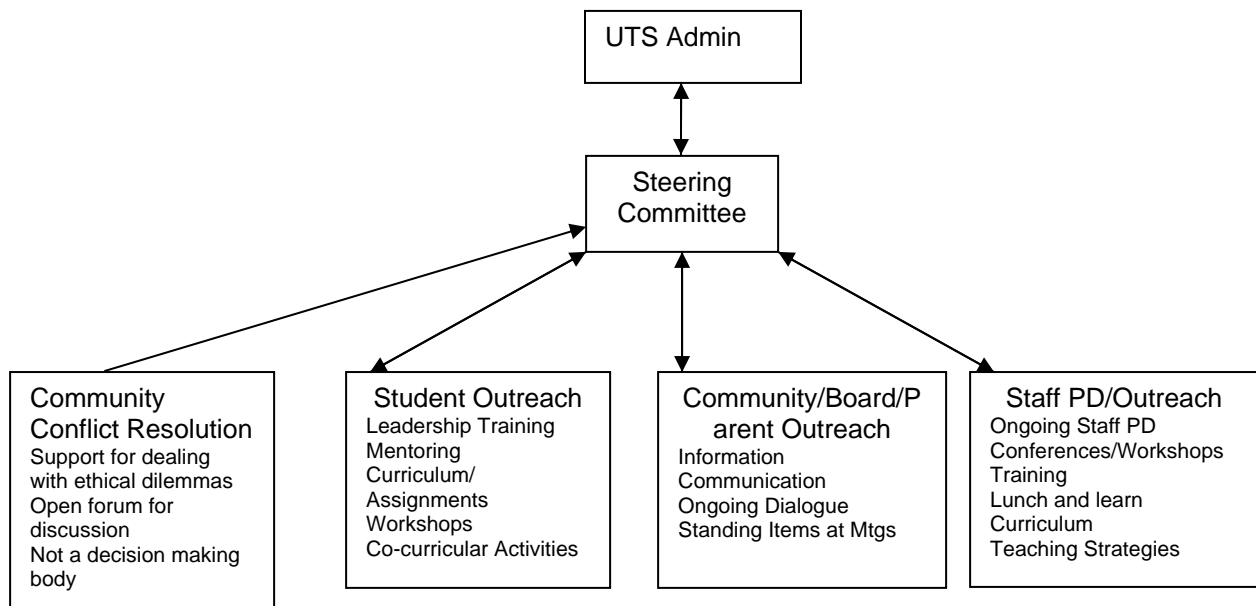 UTS Admin
Steering
Committee
Community
Conflict Resolution
Support for dealing
with ethical dilemmas
Open forum for
discussion
Not a decision making
body
Student Outreach
Leadership Training
Mentoring
Curriculum/
Assignments
Workshops
Co-curricular Activities
Community/Board/P
arent Outreach
Information
Communication
Ongoing Dialogue
Standing Items at Mtgs
Staff PD/Outreach
Ongoing Staff PD
Conferences/Workshops
Training
Lunch and learn
Curriculum
Teaching Strategies